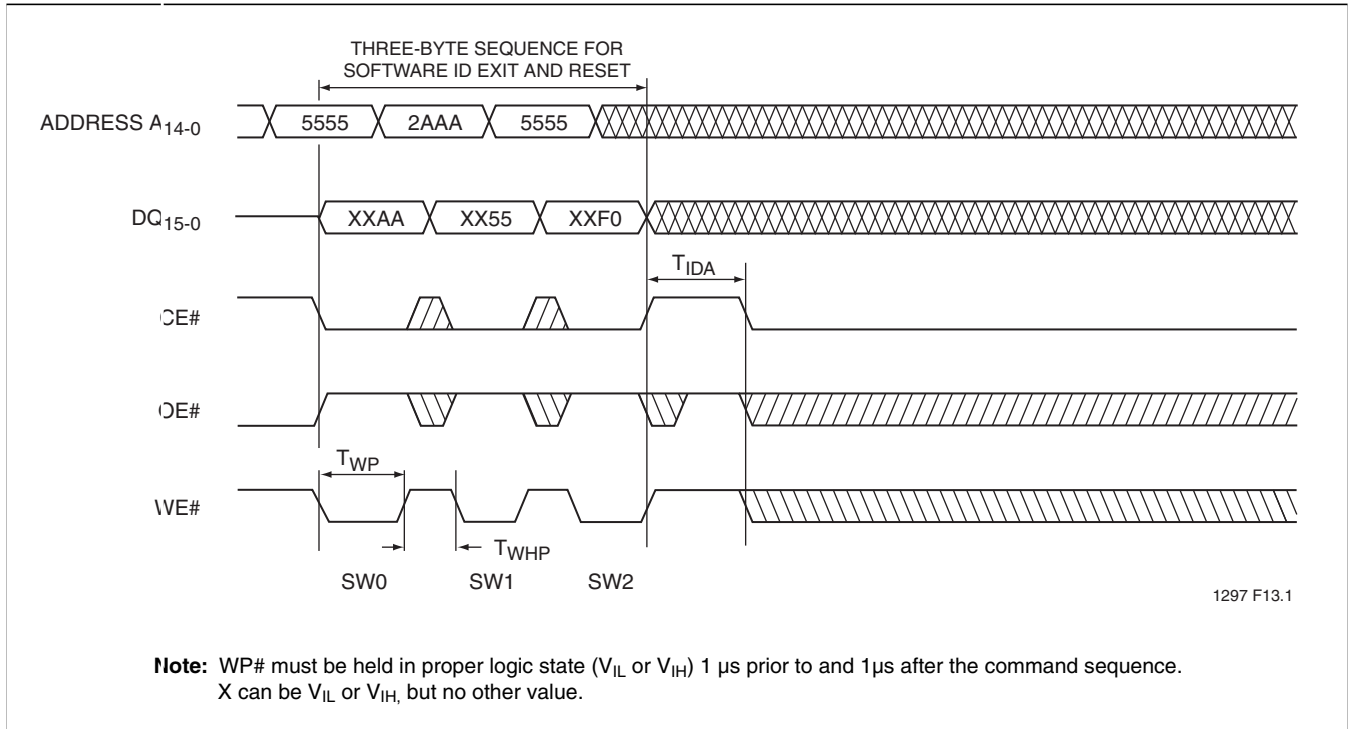 THREE-BYTE SEQUENCE FOR
SOFTWARE ID EXIT AND RESET
ADDRESS A14-0
5555 2AAA 5555
DQ15-0
XXAA XX55 XXF0
TIDA
CE#
OE#
TWP
WE#
TWHP
SW0 SW1 SW2
1297 F13.1
Note: WP# must be held in proper logic state (VIL or VIH) 1 µs prior to and 1µs after the command sequence.
X can be VIL or VIH, but no other value.